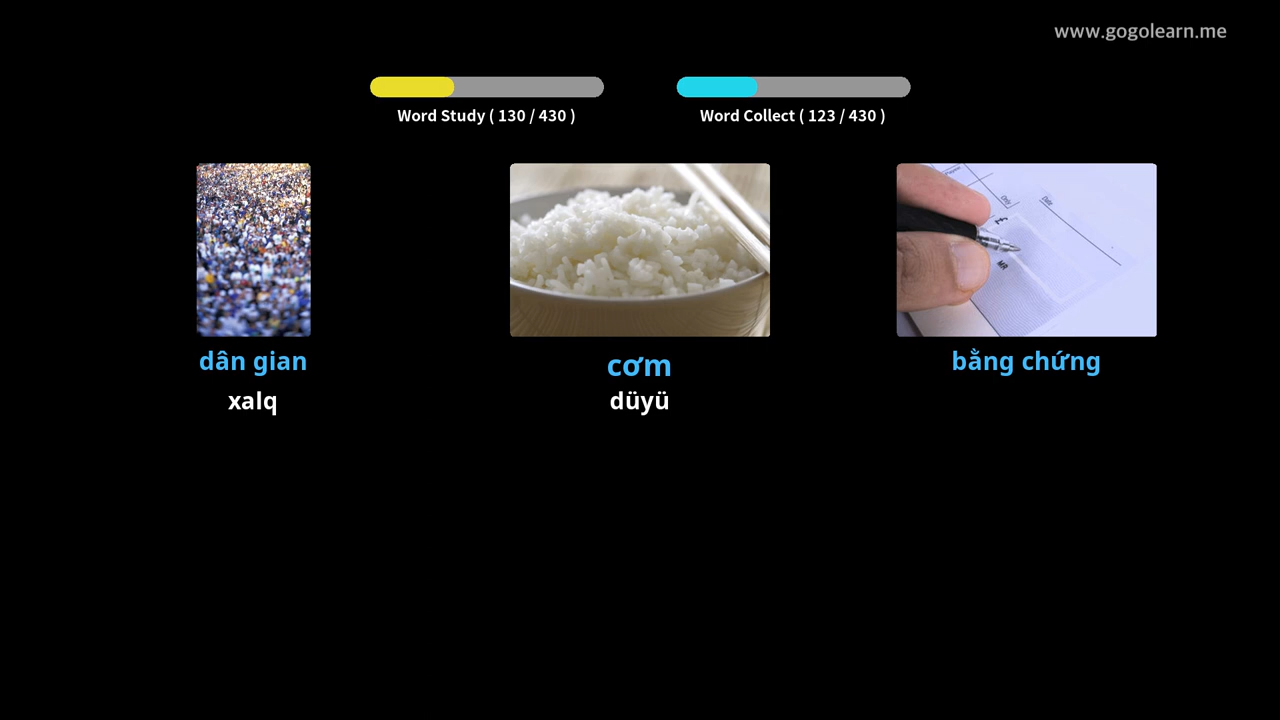 www.gogolearn.me
Word Study ( 130 / 430 )
Word Collect ( 123 / 430 )
dân gian
xalq
cơm
düyü
bằng chứng